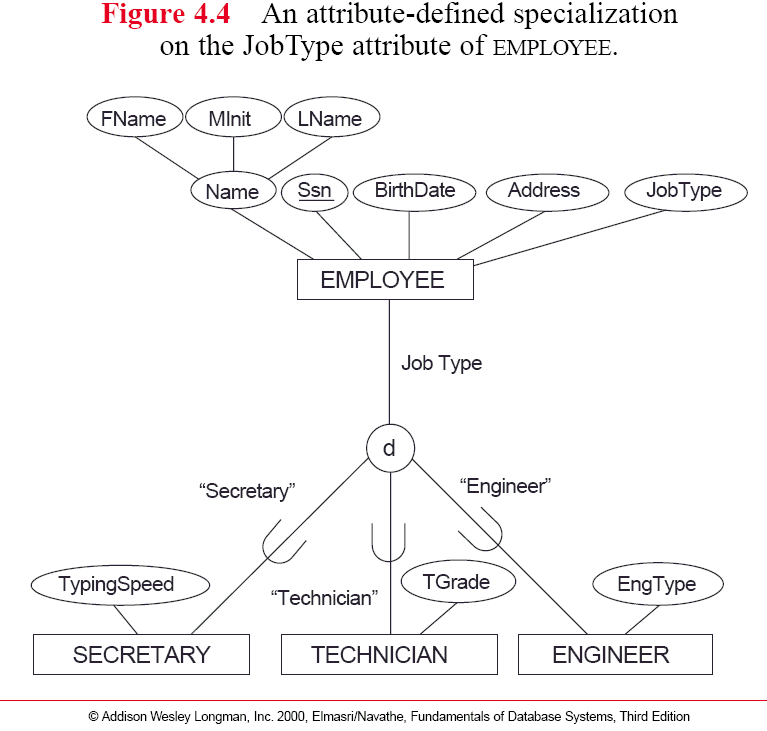 Figure 4.4 An attribute-defined specialization
on the JobType attribute of EMPLOYEE.
FName MInit LName
Name Ssn BirthDate Address JobType
EMPLOYEE
Job Type
d
“Secretary” “Engineer”
TypingSpeed “Technician” TGrade EngType
SECRETARY TECHNICIAN ENGINEER
© Addison Wesley Longman, Inc. 2000, Elmasri/Navathe, Fundamentals of Database Systems, Third Edition